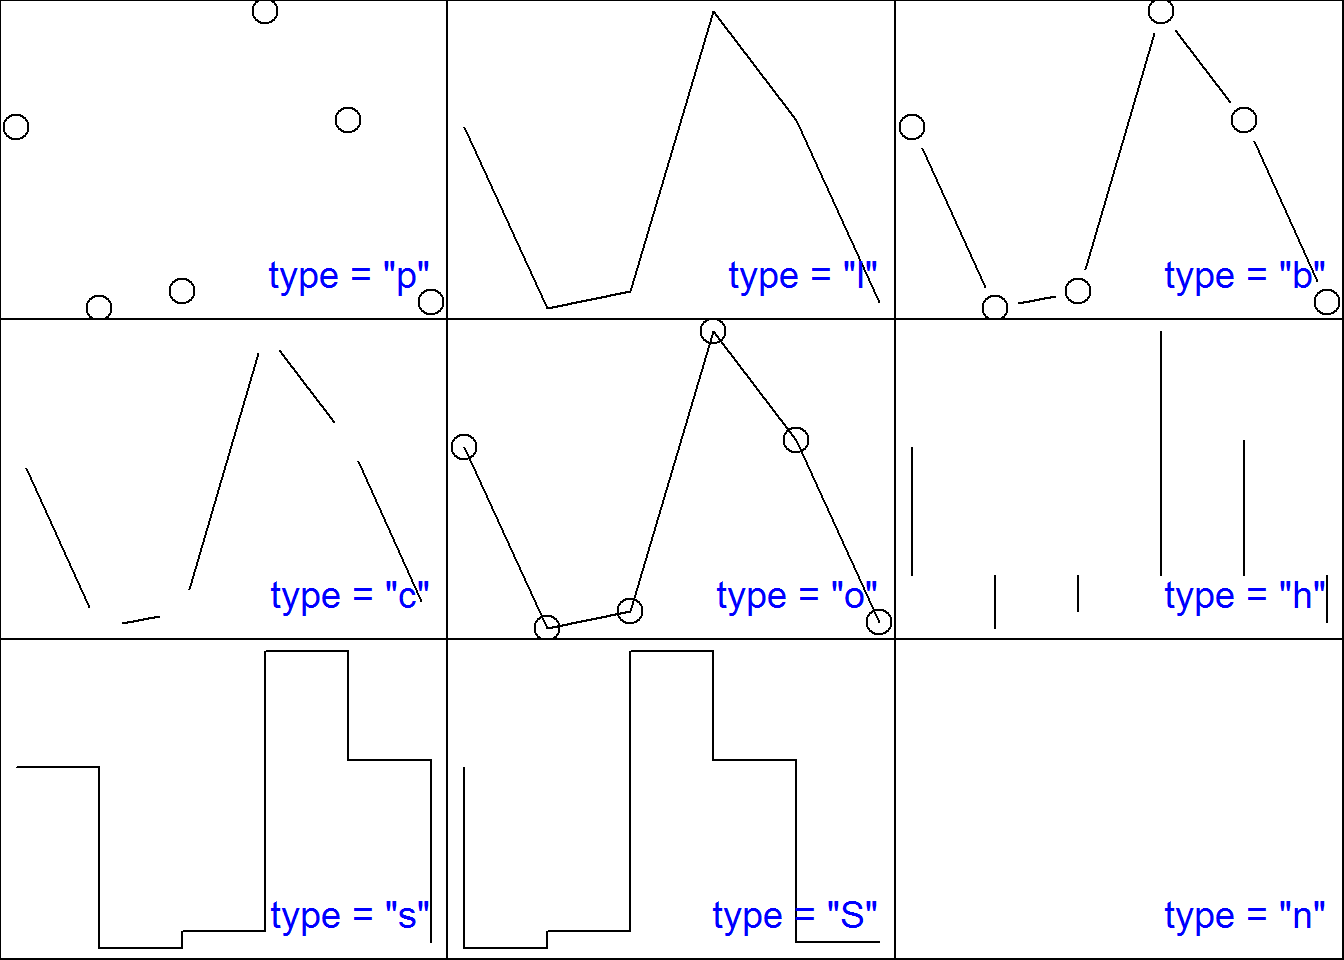 type = "p"
type = "l"
type = "b"
type = "c"
type = "o"
type = "h"
type = "s"
type = "S"
type = "n"